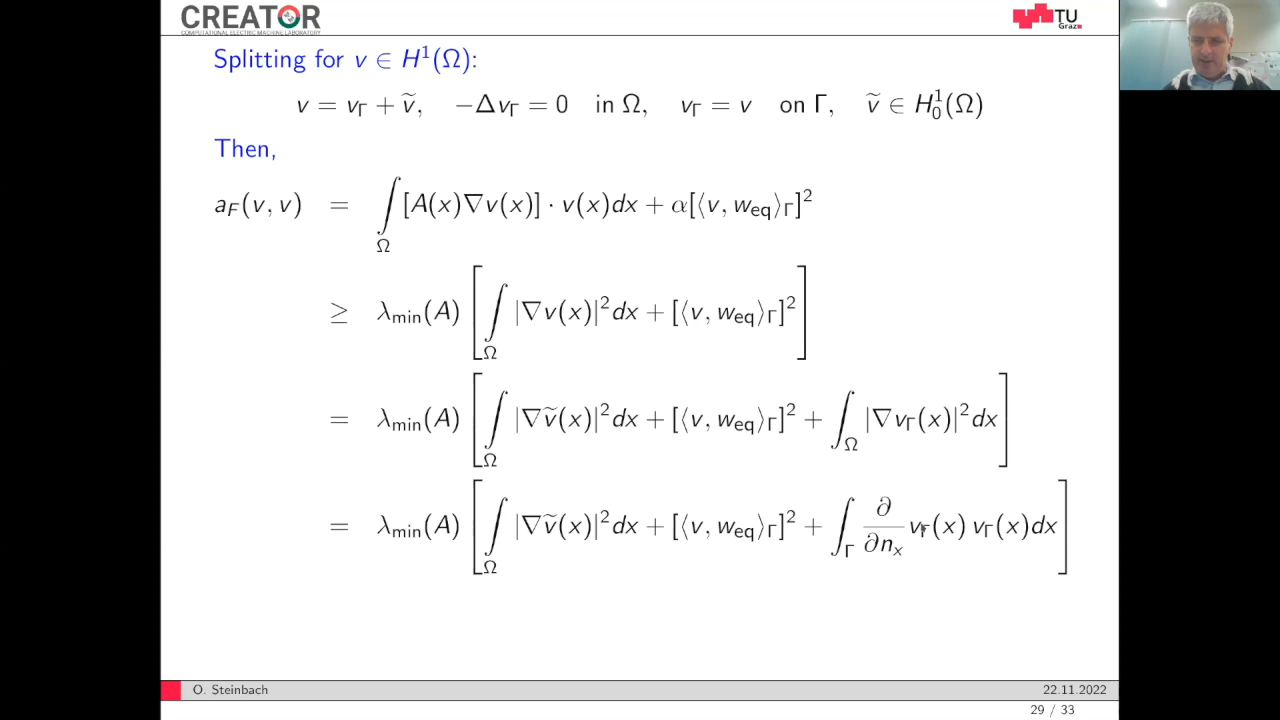 CREATOR
COMPUTATIONAL ELECTRIC MACHINE LABORATORY
TU
Graz
Splitting for v ∈ H¹(Ω):
v = v_Γ + ṽ, −Δv_Γ = 0 in Ω, v_Γ = v on Γ, ṽ ∈ H¹₀(Ω)
Then,
a_F(v, v) = ∫_Ω [A(x)∇v(x)] · v(x)dx + α[⟨v, w_eq⟩_Γ]²
≥ λ_min(A) [∫_Ω |∇v(x)|²dx + [⟨v, w_eq⟩_Γ]²]
= λ_min(A) [∫_Ω |∇ṽ(x)|²dx + [⟨v, w_eq⟩_Γ]² + ∫_Ω |∇v_Γ(x)|²dx]
= λ_min(A) [∫_Ω |∇ṽ(x)|²dx + [⟨v, w_eq⟩_Γ]² + ∫_Γ ∂/∂n_x v_Γ(x) v_Γ(x)dx]
O. Steinbach 22.11.2022
29 / 33